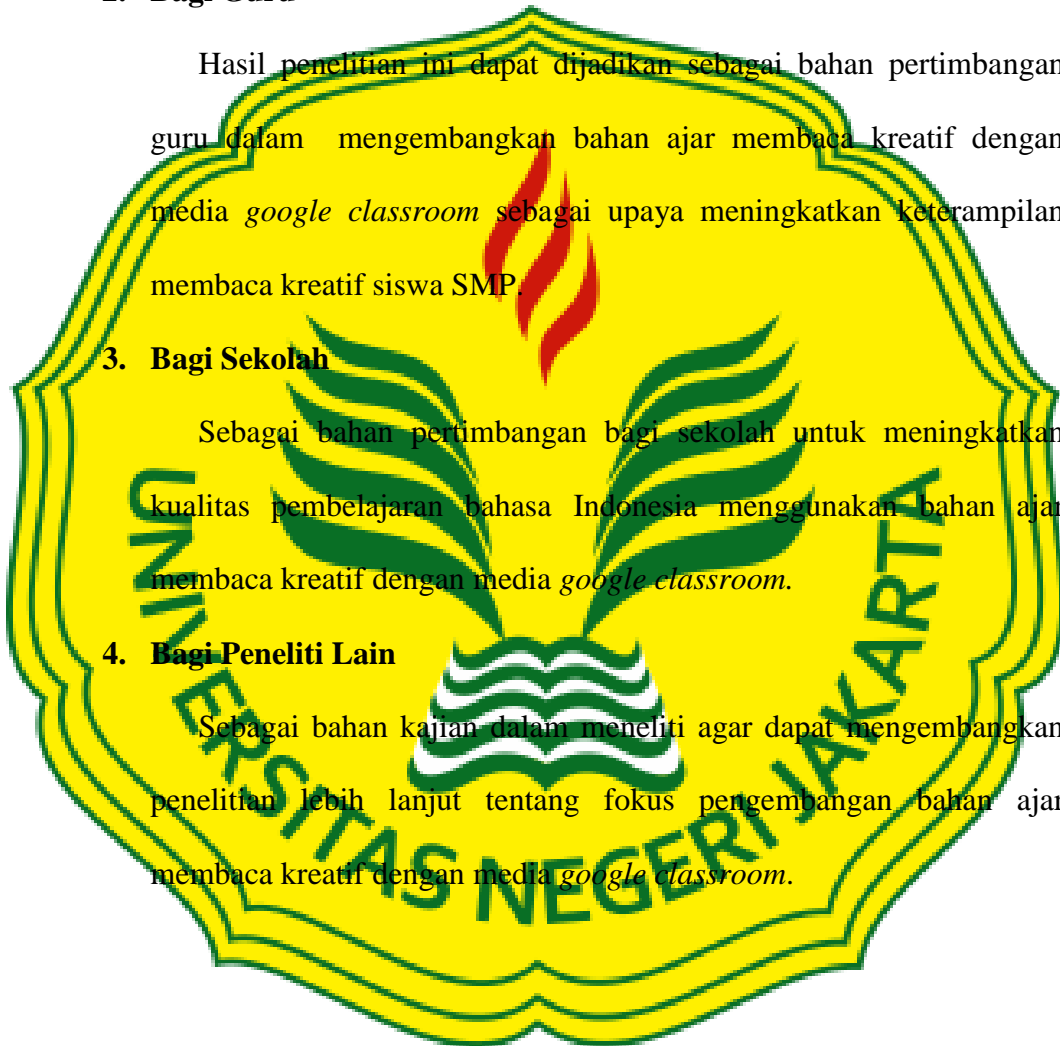 2. Bagi Guru
Hasil penelitian ini dapat dijadikan sebagai bahan pertimbangan
guru dalam mengembangkan bahan ajar membaca kreatif dengan
media google classroom sebagai upaya meningkatkan keterampilan
membaca kreatif siswa SMP.
3. Bagi Sekolah
Sebagai bahan pertimbangan bagi sekolah untuk meningkatkan
kualitas pembelajaran bahasa Indonesia menggunakan bahan ajar
membaca kreatif dengan media google classroom.
4. Bagi Peneliti Lain
Sebagai bahan kajian dalam meneliti agar dapat mengembangkan
penelitian lebih lanjut tentang fokus pengembangan bahan ajar
membaca kreatif dengan media google classroom.
UNIVERSITAS NEGERI JAKARTA